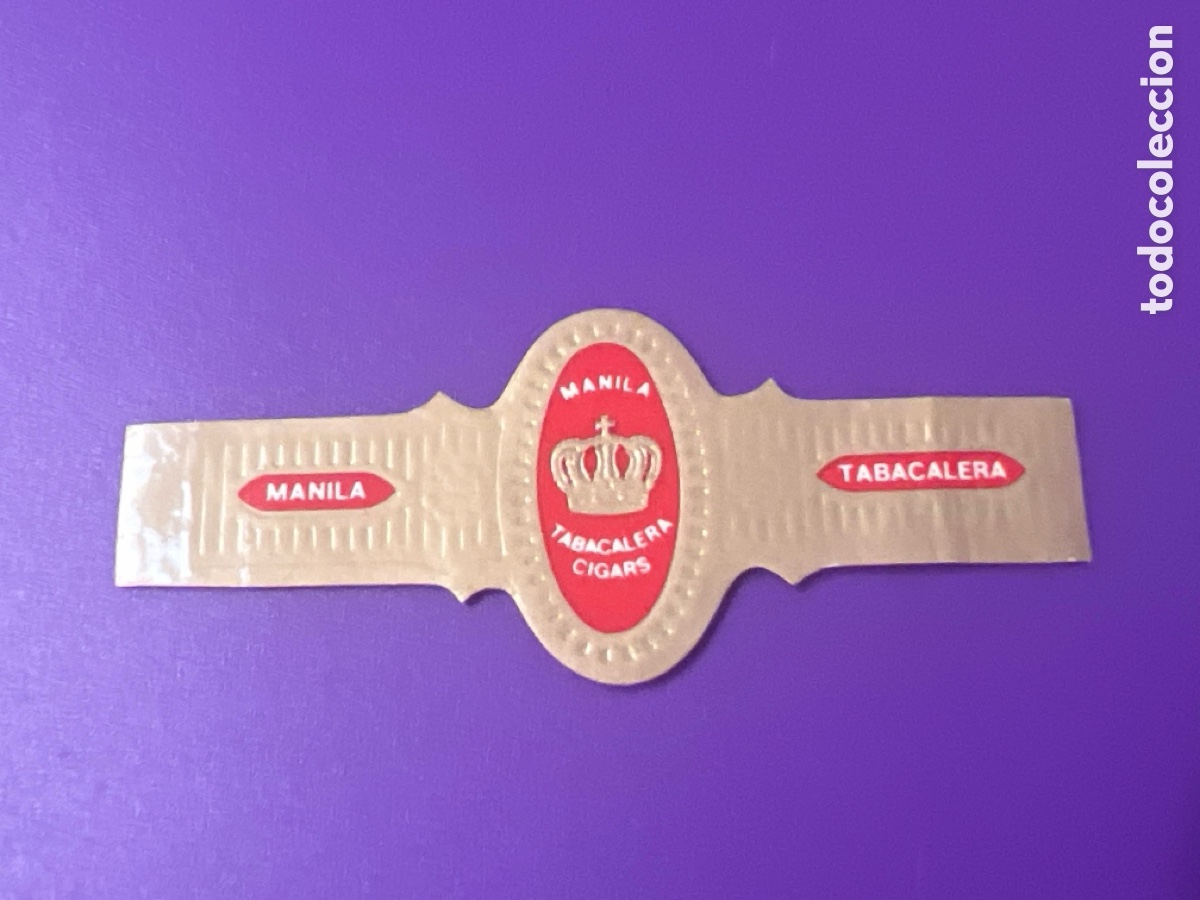 todocoleccion
MANILA
MANILA
TABACALERA
CIGARS
TABACALERA